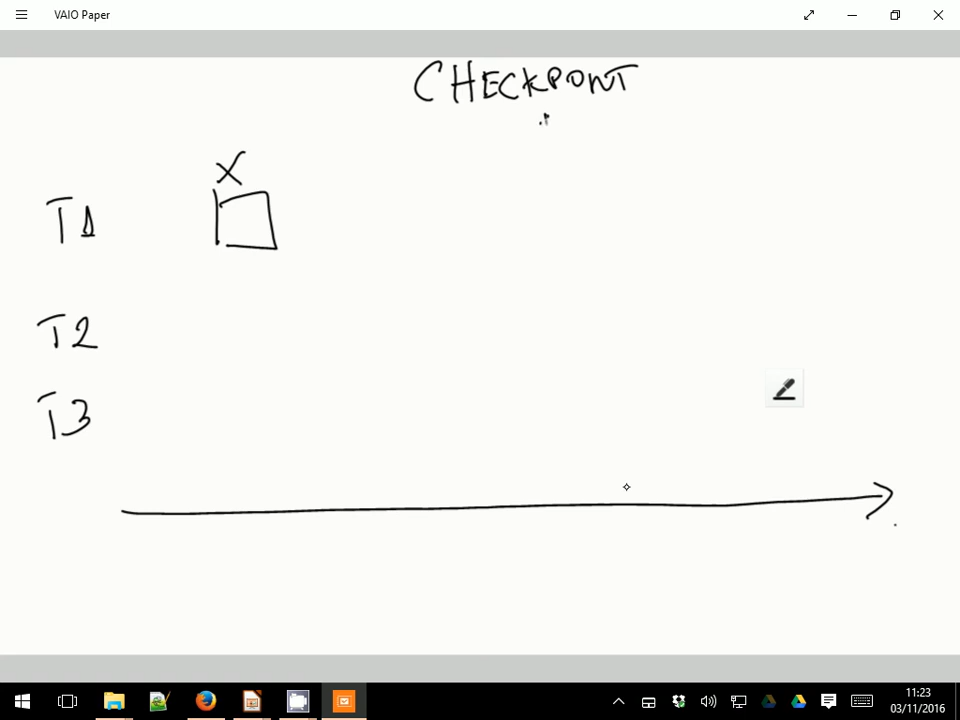 VAIO Paper
CHECKPONT
X
T1
T2
T3
11:23
03/11/2016